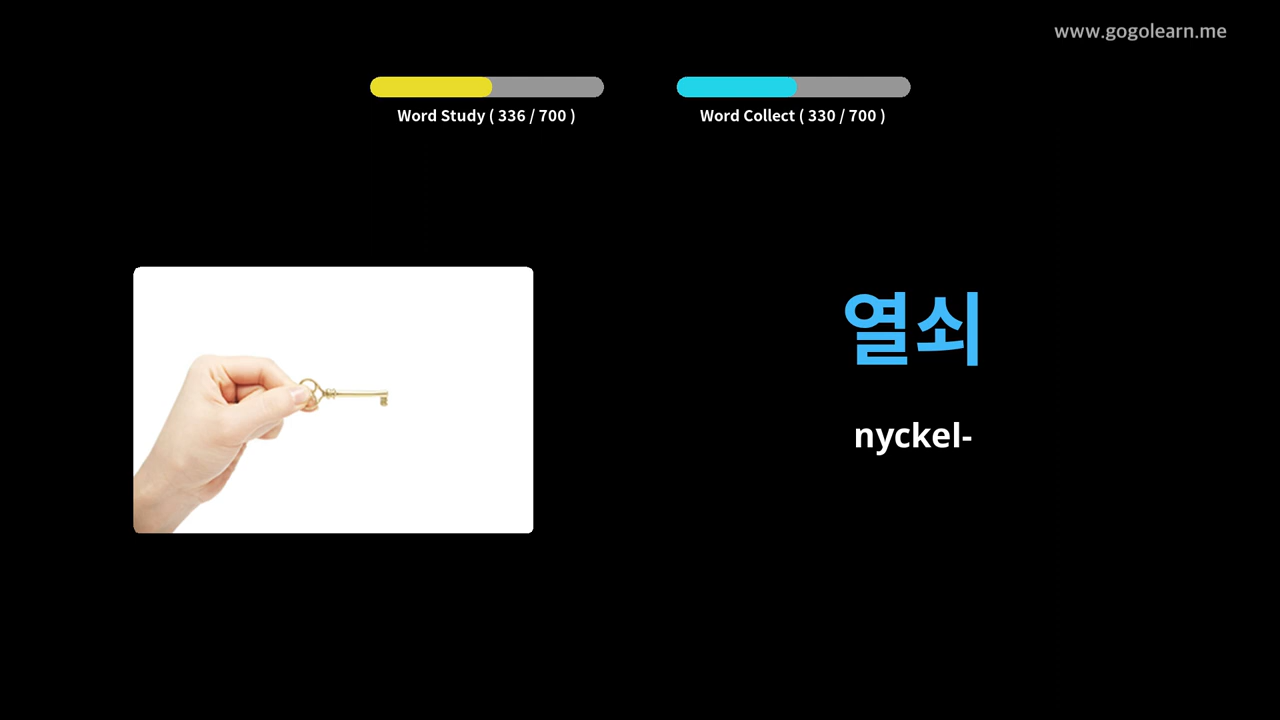 www.gogolearn.me
Word Study ( 336 / 700 )
Word Collect ( 330 / 700 )
열쇠
nyckel-